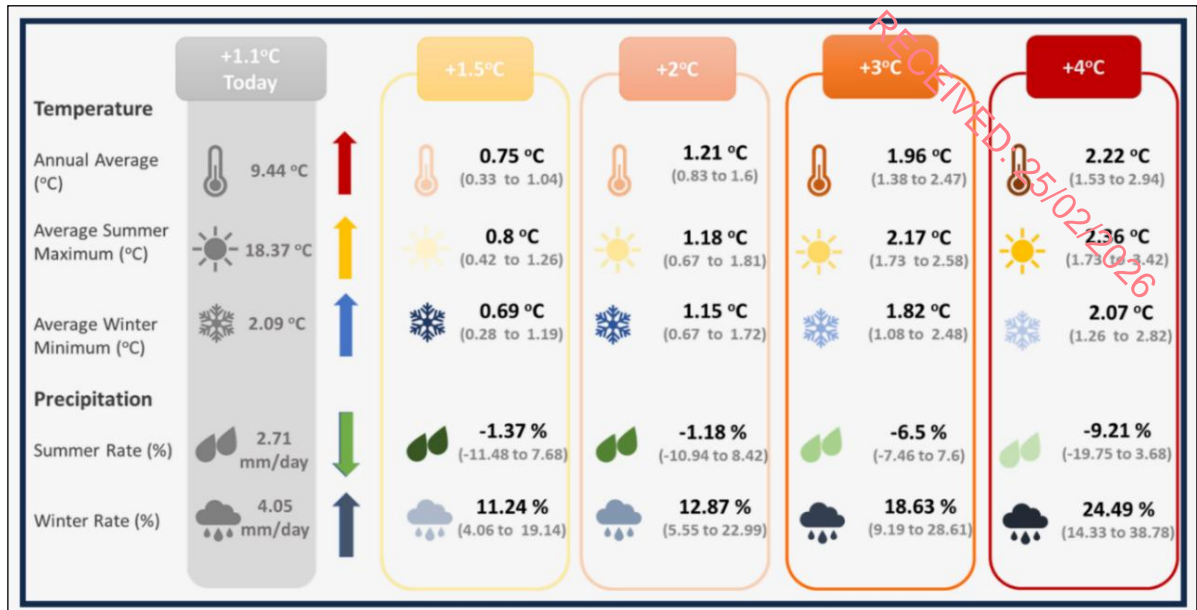 +1.1°C
Today
+1.5°C
+2°C
+3°C
+4°C
RECEIVED: 25/02/2026
Temperature
Annual Average
(°C)
9.44 °C
0.75 °C
(0.33 to 1.04)
1.21 °C
(0.83 to 1.6)
1.96 °C
(1.38 to 2.47)
2.22 °C
(1.53 to 2.94)
Average Summer
Maximum (°C)
18.37 °C
0.8 °C
(0.42 to 1.26)
1.18 °C
(0.67 to 1.81)
2.17 °C
(1.73 to 2.58)
2.36 °C
(1.73 to 3.42)
Average Winter
Minimum (°C)
2.09 °C
0.69 °C
(0.28 to 1.19)
1.15 °C
(0.67 to 1.72)
1.82 °C
(1.08 to 2.48)
2.07 °C
(1.26 to 2.82)
Precipitation
Summer Rate (%)
2.71
mm/day
-1.37 %
(-11.48 to 7.68)
-1.18 %
(-10.94 to 8.42)
-6.5 %
(-7.46 to 7.6)
-9.21 %
(-19.75 to 3.68)
Winter Rate (%)
4.05
mm/day
11.24 %
(4.06 to 19.14)
12.87 %
(5.55 to 22.99)
18.63 %
(9.19 to 28.61)
24.49 %
(14.33 to 38.78)